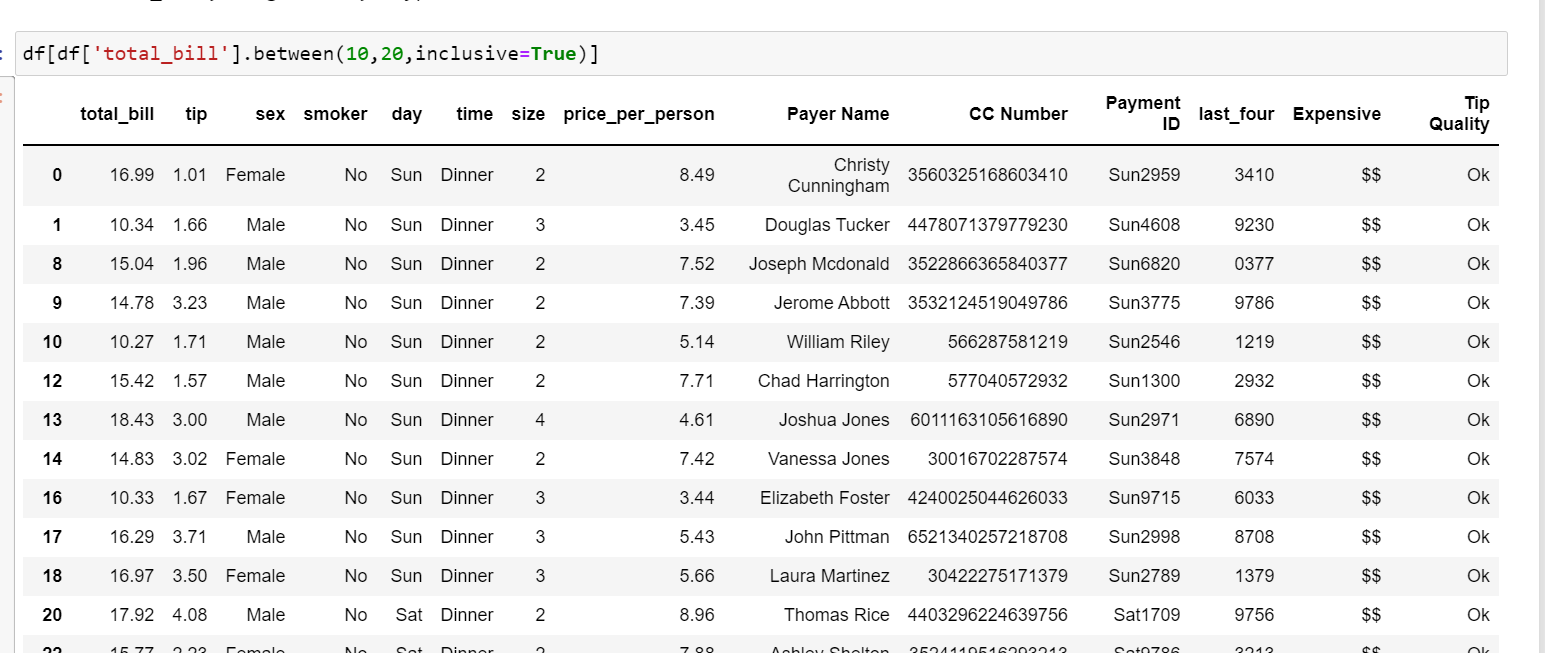 df[df['total_bill'].between(10,20,inclusive=True)]
total_bill tip sex smoker day time size price_per_person Payer Name CC Number Payment ID last_four Expensive Tip Quality
0 16.99 1.01 Female No Sun Dinner 2 8.49 Christy Cunningham 3560325168603410 Sun2959 3410 $$ Ok
1 10.34 1.66 Male No Sun Dinner 3 3.45 Douglas Tucker 4478071379779230 Sun4608 9230 $$ Ok
8 15.04 1.96 Male No Sun Dinner 2 7.52 Joseph Mcdonald 3522866365840377 Sun6820 0377 $$ Ok
9 14.78 3.23 Male No Sun Dinner 2 7.39 Jerome Abbott 3532124519049786 Sun3775 9786 $$ Ok
10 10.27 1.71 Male No Sun Dinner 2 5.14 William Riley 566287581219 Sun2546 1219 $$ Ok
12 15.42 1.57 Male No Sun Dinner 2 7.71 Chad Harrington 577040572932 Sun1300 2932 $$ Ok
13 18.43 3.00 Male No Sun Dinner 4 4.61 Joshua Jones 6011163105616890 Sun2971 6890 $$ Ok
14 14.83 3.02 Female No Sun Dinner 2 7.42 Vanessa Jones 30016702287574 Sun3848 7574 $$ Ok
16 10.33 1.67 Female No Sun Dinner 3 3.44 Elizabeth Foster 4240025044626033 Sun9715 6033 $$ Ok
17 16.29 3.71 Male No Sun Dinner 3 5.43 John Pittman 6521340257218708 Sun2998 8708 $$ Ok
18 16.97 3.50 Female No Sun Dinner 3 5.66 Laura Martinez 30422275171379 Sun2789 1379 $$ Ok
20 17.92 4.08 Male No Sat Dinner 2 8.96 Thomas Rice 4403296224639756 Sat1709 9756 $$ Ok